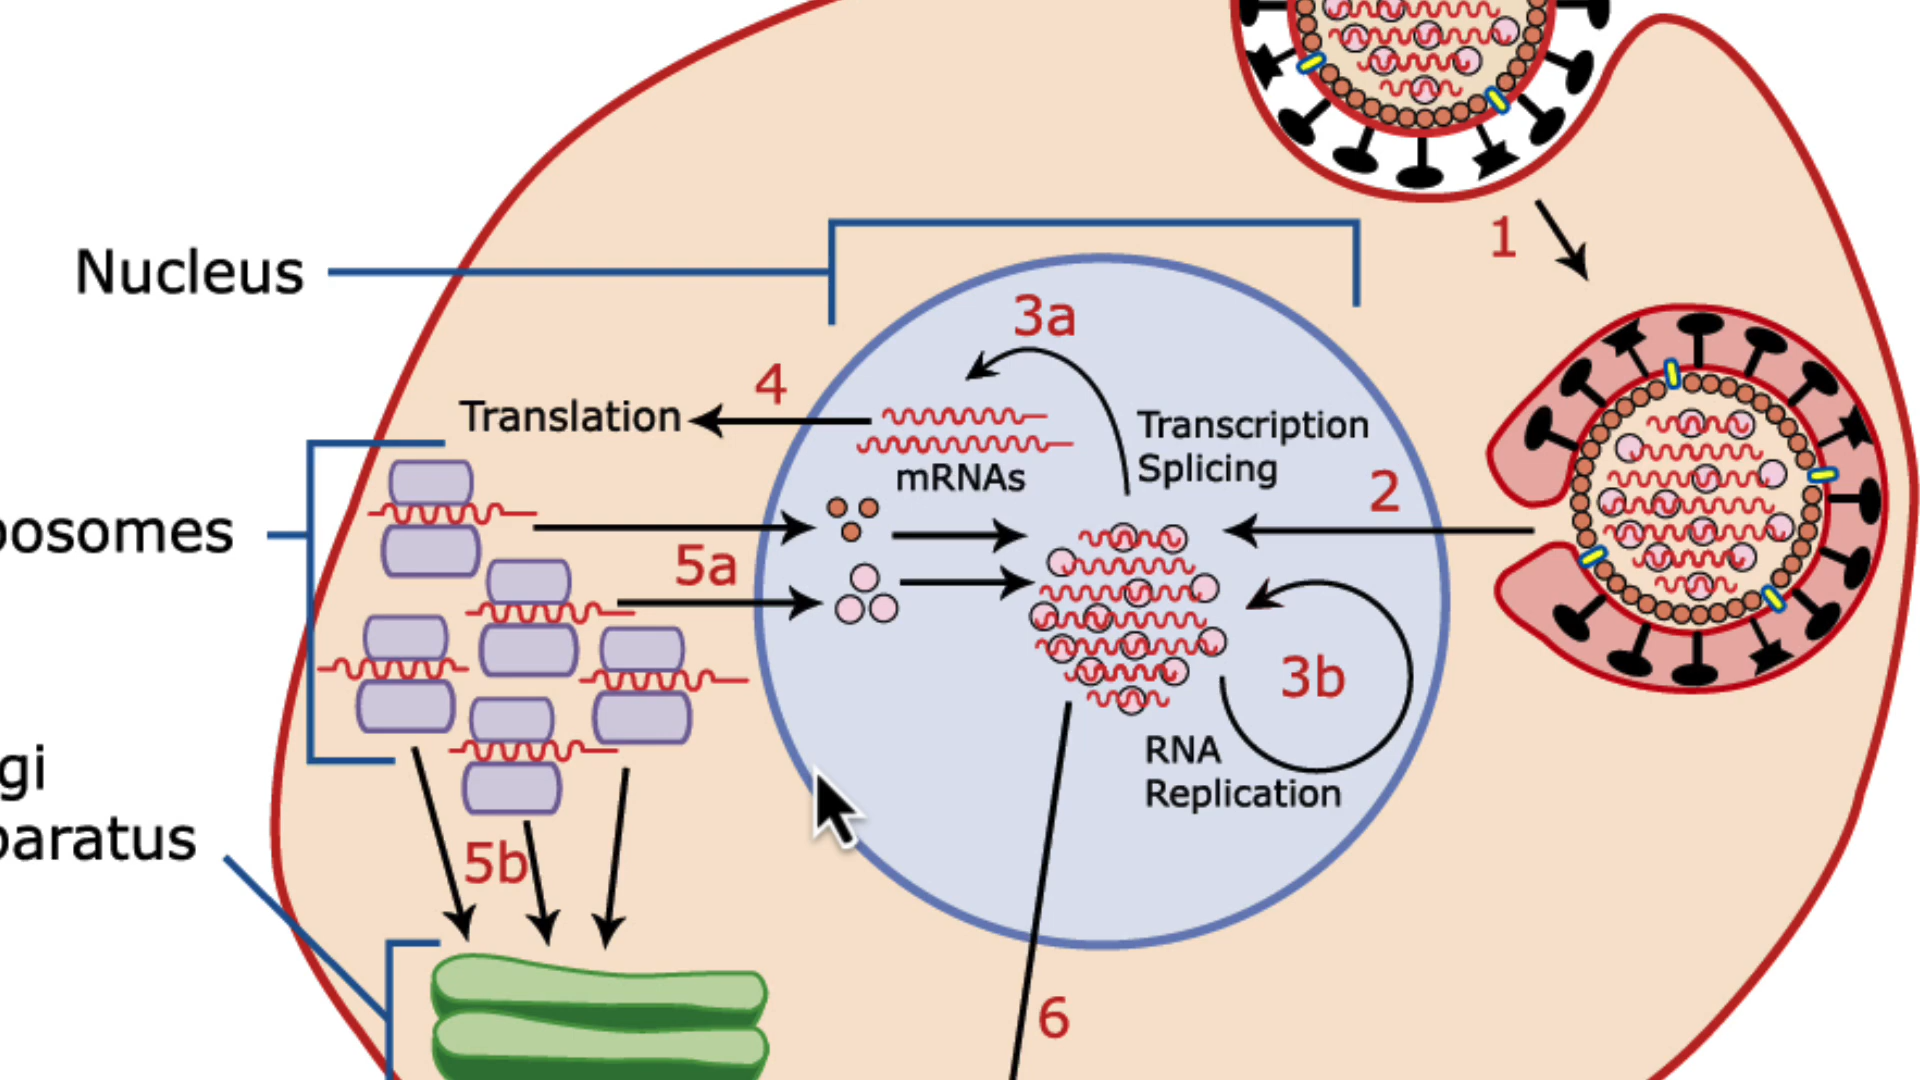 1
Nucleus
3a
4
Translation
Transcription
Splicing
mRNAs
2
5a
3b
RNA
Replication
5b
6